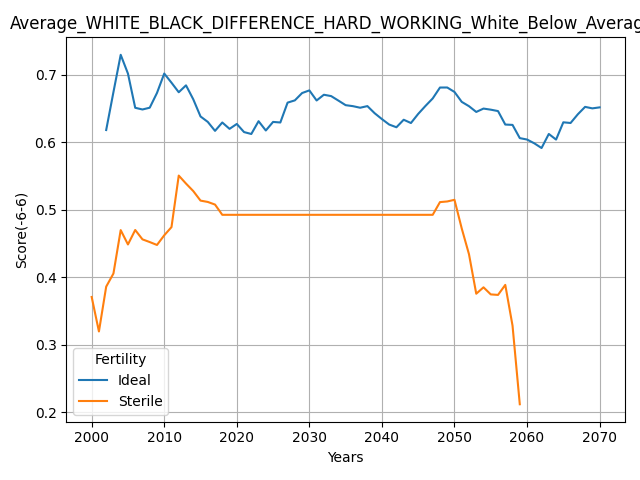 Average_WHITE_BLACK_DIFFERENCE_HARD_WORKING_White_Below_Averag
0.7
0.6
0.5
0.4
0.3
0.2
Score(-6-6)
Fertility
Ideal
Sterile
2000 2010 2020 2030 2040 2050 2060 2070
Years